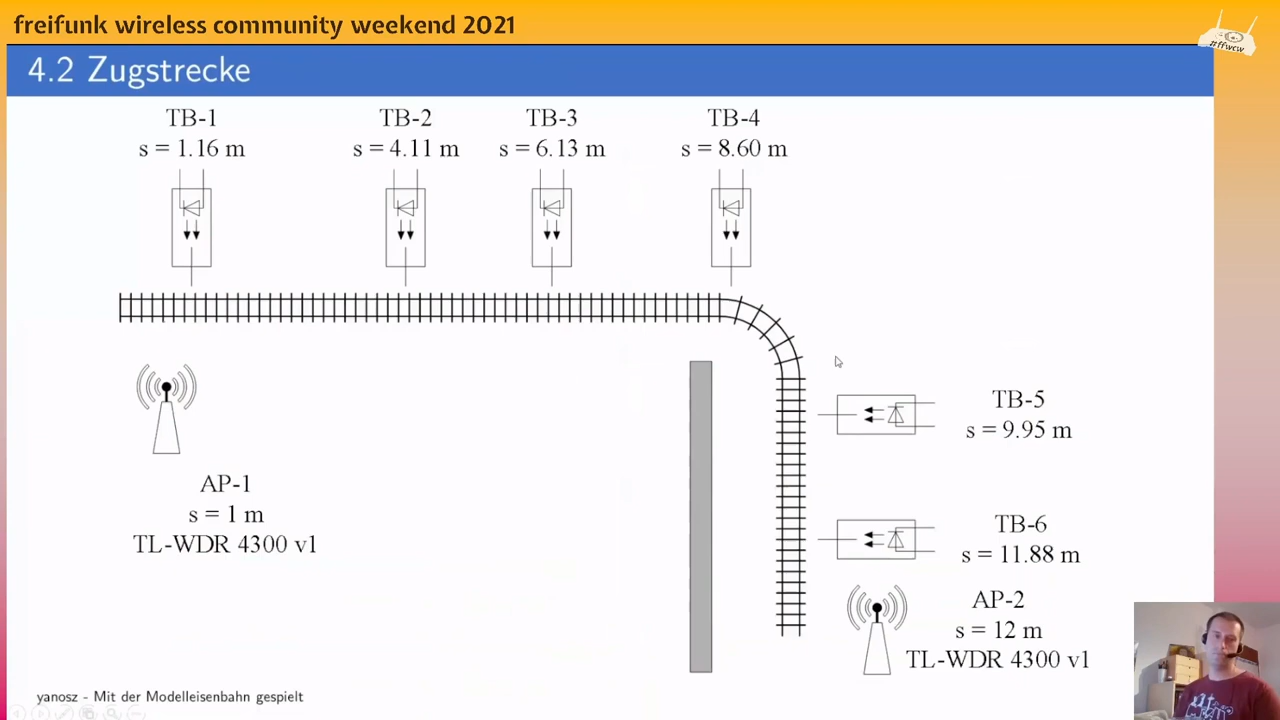 freifunk wireless community weekend 2021
#ffwcw
4.2 Zugstrecke
TB-1
s = 1.16 m
TB-2
s = 4.11 m
TB-3
s = 6.13 m
TB-4
s = 8.60 m
TB-5
s = 9.95 m
TB-6
s = 11.88 m
AP-1
s = 1 m
TL-WDR 4300 v1
AP-2
s = 12 m
TL-WDR 4300 v1
yanosz - Mit der Modelleisenbahn gespielt